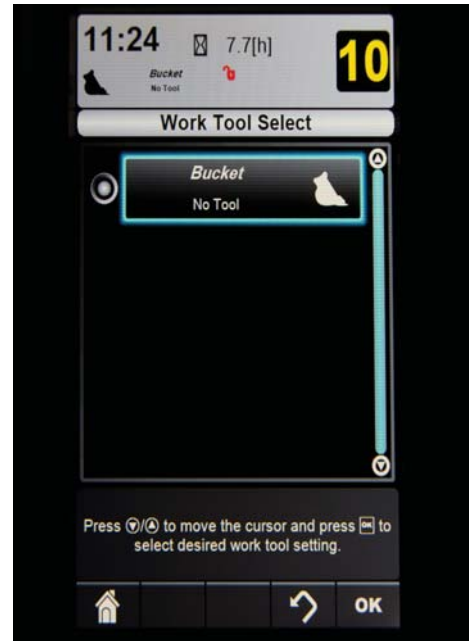 11:24 7.7[h] 10
Bucket
No Tool
Work Tool Select
Bucket
No Tool
Press ▼/▲ to move the cursor and press OK to
select desired work tool setting.
OK